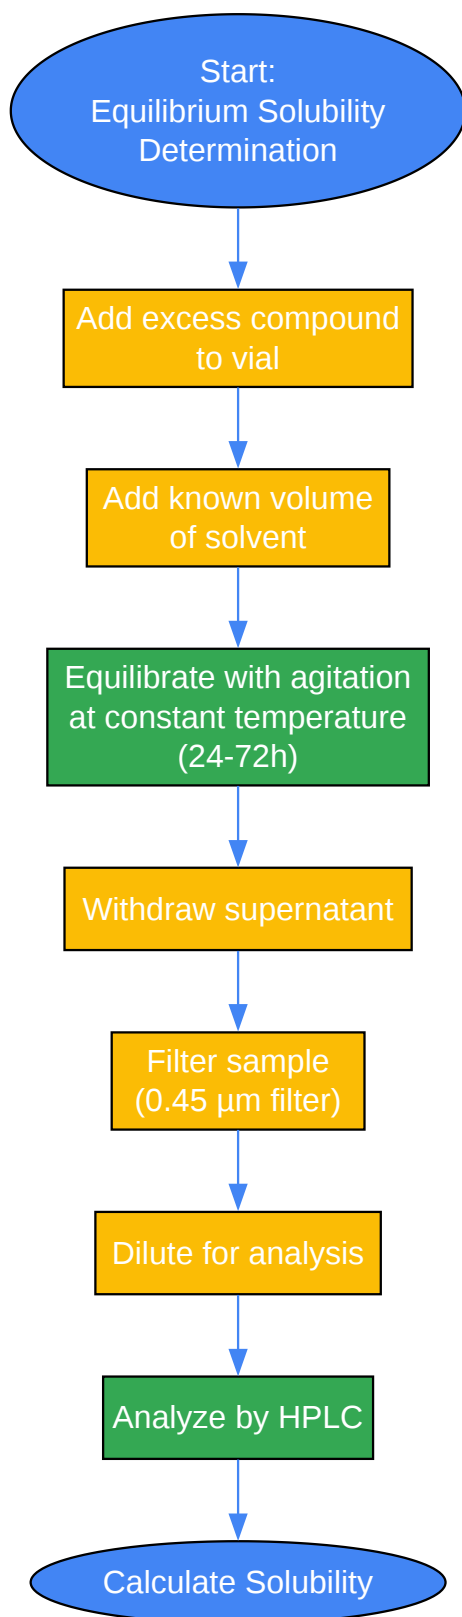 Start:
Equilibrium Solubility
Determination
Add excess compound
to vial
Add known volume
of solvent
Equilibrate with agitation
at constant temperature
(24-72h)
Withdraw supernatant
Filter sample
(0.45 µm filter)
Dilute for analysis
Analyze by HPLC
Calculate Solubility